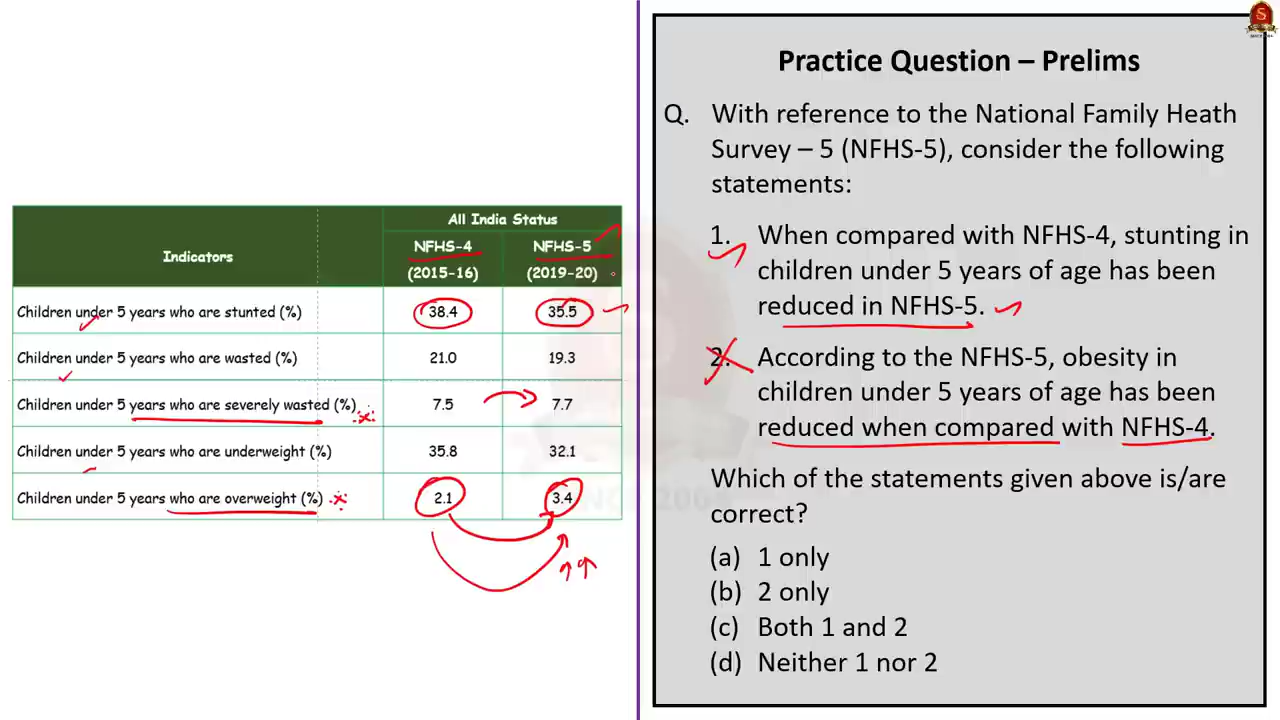 All India Status
Indicators
NFHS-4
(2015-16)
NFHS-5
(2019-20)
Children under 5 years who are stunted (%) 38.4 35.5
Children under 5 years who are wasted (%) 21.0 19.3
Children under 5 years who are severely wasted (%) 7.5 7.7
Children under 5 years who are underweight (%) 35.8 32.1
Children under 5 years who are overweight (%) 2.1 3.4
Practice Question – Prelims
Q. With reference to the National Family Heath
Survey – 5 (NFHS-5), consider the following
statements:
1. When compared with NFHS-4, stunting in
children under 5 years of age has been
reduced in NFHS-5.
2. According to the NFHS-5, obesity in
children under 5 years of age has been
reduced when compared with NFHS-4.
Which of the statements given above is/are
correct?
(a) 1 only
(b) 2 only
(c) Both 1 and 2
(d) Neither 1 nor 2
S
SINCE 2004